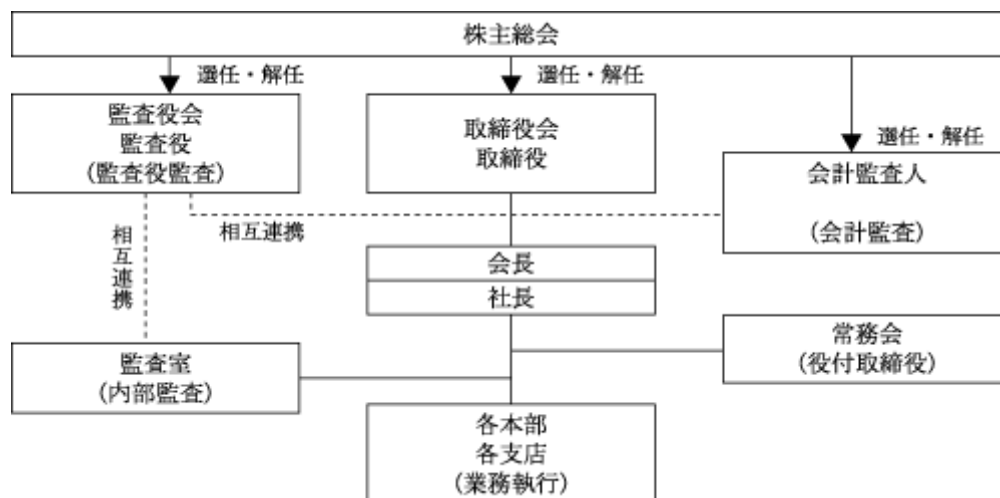 株主総会
選任・解任
選任・解任
監査役会
監査役
(監査役監査)
取締役会
取締役
選任・解任
会計監査人
(会計監査)
相互連携
相互連携
会長
社長
常務会
(役付取締役)
監査室
(内部監査)
各本部
各支店
(業務執行)